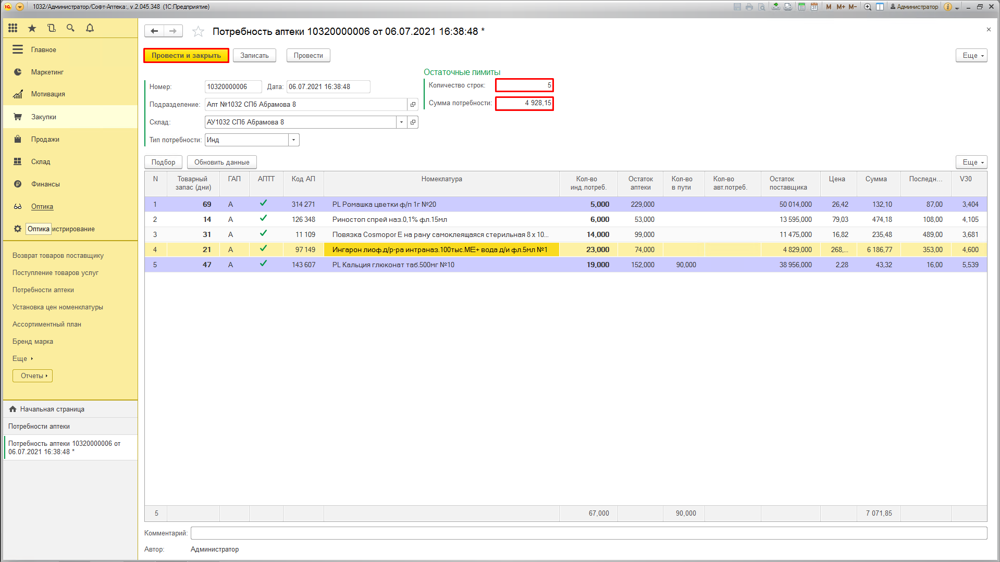 1032/Администратор/Софт-Аптека:, v.2.045.348 (1С:Предприятие)
M M+ M- Администратор
Главное
Маркетинг
Мотивация
Закупки
Продажи
Склад
Финансы
Оптика
Оптика истрирование
Возврат товаров поставщику
Поступление товаров услуг
Потребности аптеки
Установка цен номенклатуры
Ассортиментный план
Бренд марка
Еще
Отчеты
Начальная страница
Потребности аптеки
Потребность аптеки 10320000006 от
06.07.2021 16:38:48 *
Потребность аптеки 10320000006 от 06.07.2021 16:38:48 *
Провести и закрыть Записать Провести Еще
Остаточные лимиты
Номер: 10320000006 Дата: 06.07.2021 16:38:48 Количество строк: 5
Подразделение: Апт №1032 СПб Абрамова 8 Сумма потребности: 4 928,15
Склад: АУ1032 СПб Абрамова 8
Тип потребности: Инд
Подбор Обновить данные Еще
N Товарный запас (дни) ГАП АПТТ Код АП Номеклатура Кол-во инд.потреб. Остаток аптеки Кол-во в пути Кол-во авт.потреб. Остаток поставщика Цена Сумма Последн... V30
1 69 А 314 271 PL Ромашка цветки ф/п 1г №20 5,000 229,000 50 014,000 26,42 132,10 87,00 3,404
2 14 А 126 348 Риностоп спрей наз.0,1% фл.15мл 6,000 53,000 13 595,000 79,03 474,18 108,00 4,105
3 31 А 11 109 Повязка Cosmopor E на рану самоклеящаяся стерильная 8 х 10... 14,000 99,000 11 475,000 16,82 235,48 489,00 3,681
4 21 А 97 149 Ингарон лиоф.д/р-ра интраназ.100тыс.МЕ+ вода д/и фл.5мл №1 23,000 74,000 4 829,000 268,... 6 186,77 353,00 4,600
5 47 А 143 607 PL Кальция глюконат таб.500мг №10 19,000 152,000 90,000 38 956,000 2,28 43,32 16,00 5,539
5 67,000 90,000 7 071,85
Комментарий:
Автор: Администратор